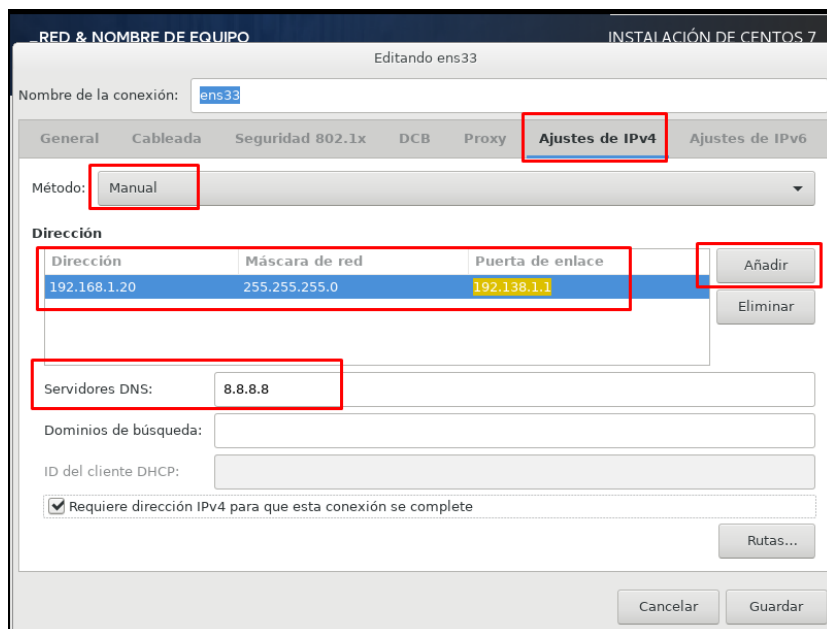 RED & NOMBRE DE EQUIPO
INSTALACIÓN DE CENTOS 7
Editando ens33
Nombre de la conexión:
ens33
General Cableada Seguridad 802.1x DCB Proxy Ajustes de IPv4 Ajustes de IPv6
Método: Manual
Dirección
Dirección Máscara de red Puerta de enlace
Añadir
192.168.1.20 255.255.255.0 192.138.1.1
Eliminar
Servidores DNS: 8.8.8.8
Dominios de búsqueda:
ID del cliente DHCP:
Requiere dirección IPv4 para que esta conexión se complete
Rutas...
Cancelar Guardar